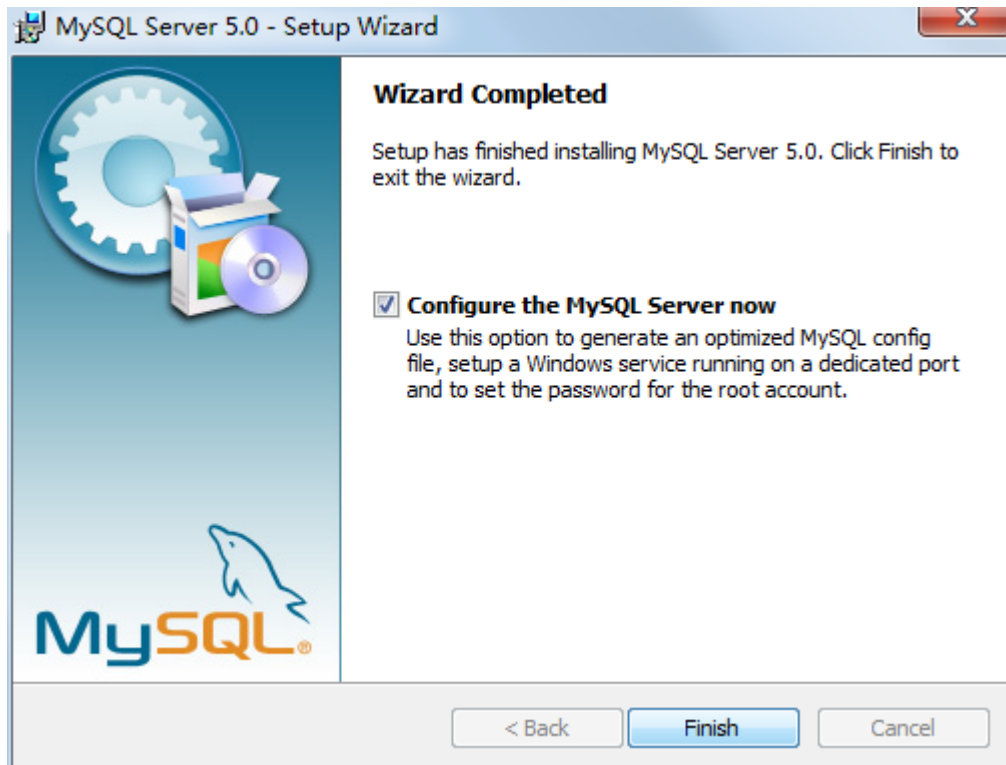 MySQL Server 5.0 - Setup Wizard
Wizard Completed
Setup has finished installing MySQL Server 5.0. Click Finish to
exit the wizard.
Configure the MySQL Server now
Use this option to generate an optimized MySQL config
file, setup a Windows service running on a dedicated port
and to set the password for the root account.
MySQL®
< Back
Finish
Cancel